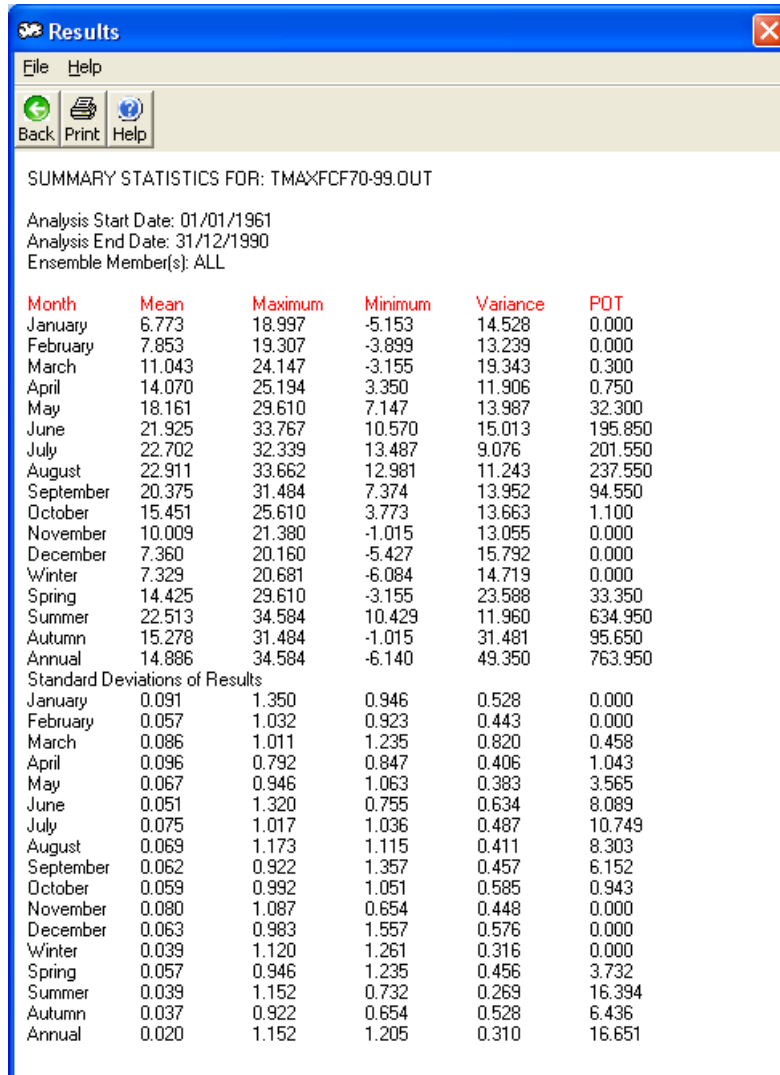 Results
File Help
Back Print Help
SUMMARY STATISTICS FOR: TMAXFCF70-99.OUT
Analysis Start Date: 01/01/1961
Analysis End Date: 31/12/1990
Ensemble Member(s): ALL
Month Mean Maximum Minimum Variance POT
January 6.773 18.997 -5.153 14.528 0.000
February 7.853 19.307 -3.899 13.239 0.000
March 11.043 24.147 -3.155 19.343 0.300
April 14.070 25.194 3.350 11.906 0.750
May 18.161 29.610 7.147 13.987 32.300
June 21.925 33.767 10.570 15.013 195.850
July 22.702 32.339 13.487 9.076 201.550
August 22.911 33.662 12.981 11.243 237.550
September 20.375 31.484 7.374 13.952 94.550
October 15.451 25.610 3.773 13.663 1.100
November 10.009 21.380 -1.015 13.055 0.000
December 7.360 20.160 -5.427 15.792 0.000
Winter 7.329 20.681 -6.084 14.719 0.000
Spring 14.425 29.610 -3.155 23.588 33.350
Summer 22.513 34.584 10.429 11.960 634.950
Autumn 15.278 31.484 -1.015 31.481 95.650
Annual 14.886 34.584 -6.140 49.350 763.950
Standard Deviations of Results
January 0.091 1.350 0.946 0.528 0.000
February 0.057 1.032 0.923 0.443 0.000
March 0.086 1.011 1.235 0.820 0.458
April 0.096 0.792 0.847 0.406 1.043
May 0.067 0.946 1.063 0.383 3.565
June 0.051 1.320 0.755 0.634 8.089
July 0.075 1.017 1.036 0.487 10.749
August 0.069 1.173 1.115 0.411 8.303
September 0.062 0.922 1.357 0.457 6.152
October 0.059 0.992 1.051 0.585 0.943
November 0.080 1.087 0.654 0.448 0.000
December 0.063 0.983 1.557 0.576 0.000
Winter 0.039 1.120 1.261 0.316 0.000
Spring 0.057 0.946 1.235 0.456 3.732
Summer 0.039 1.152 0.732 0.269 16.394
Autumn 0.037 0.922 0.654 0.528 6.436
Annual 0.020 1.152 1.205 0.310 16.651